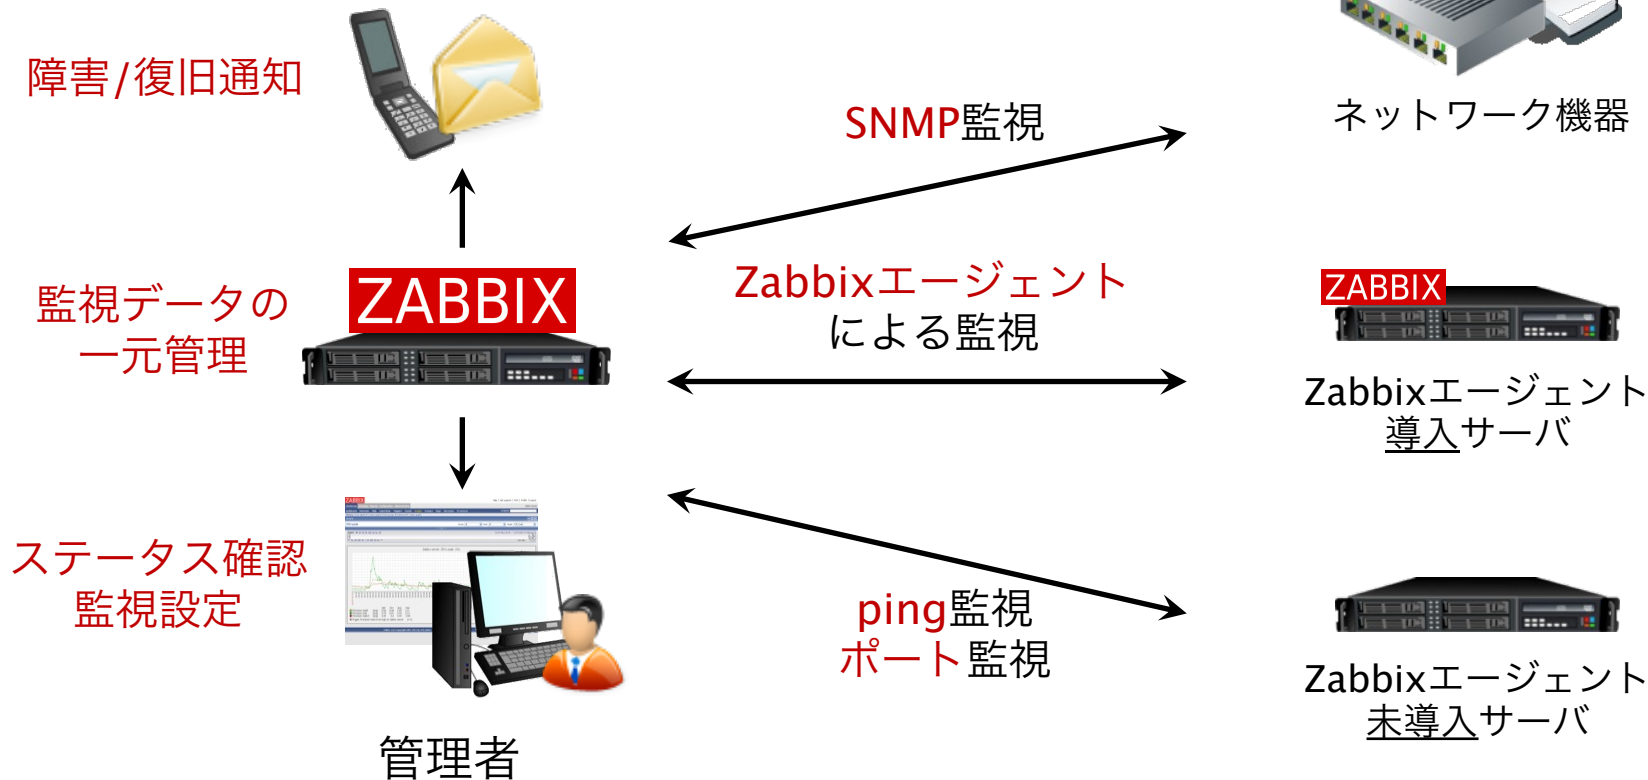 障害/復旧通知
SNMP監視
ネットワーク機器
監視データの
一元管理
ZABBIX
Zabbixエージェント
による監視
ZABBIX
Zabbixエージェント
導入サーバ
ステータス確認
監視設定
ZABBIX
ping監視
ポート監視
Zabbixエージェント
未導入サーバ
管理者